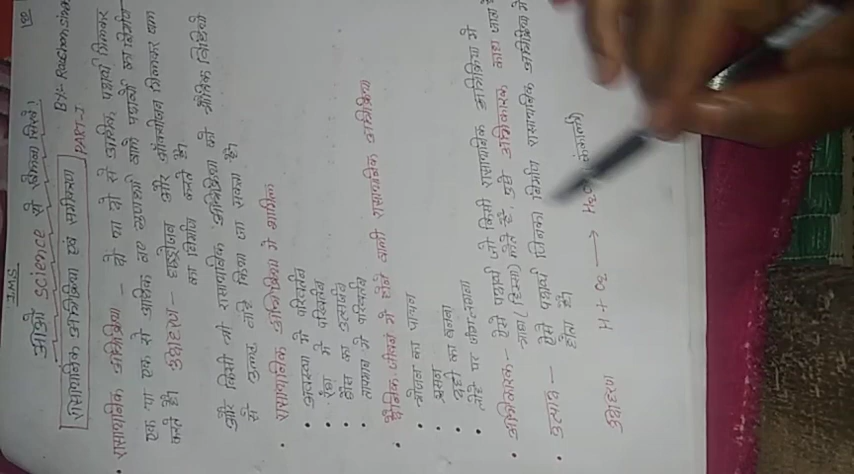 I.W.S
आओ Science से खेलना सीखे।
रासायनिक अभिक्रिया एवं समीकरण PART-I By:-
• रासायनिक अभिक्रिया - दो या दो से अधिक पदार्थ मिलकर
एक या एक से अधिक नए पदार्थों का निर्माण
करते है। उदाहरण - हाइड्रोजन और ऑक्सीजन मिलकर जल
का निर्माण करते है।
और किसी भी रासायनिक अभिक्रिया को भौतिक विधियो
से उल्टा नहि किया जा सकता है।
• रासायनिक अभिक्रिया मे शामिल
• अवस्था मे परिवर्तन
• रंग मे परिवर्तन
• गैस का उत्सर्जन
• तापमान मे परिवर्तन
• दैनिक जीवन मे होने वाली रासायनिक अभिक्रिया
• भोजन का पाचन
• श्वसन
• दही का बनना
• लोहे पर जंग लगना
• अभिकारक - ऐसे पदार्थ जो किसी रासायनिक अभिक्रिया मे
भाग (हिस्सा) लेते है, उसे अभिकारक कहा जाता है
• उत्पाद - ऐसे पदार्थ जिनका निर्माण रासायनिक अभिक्रिया मे
होता है।
उदाहरण H + O₂ → H₂O